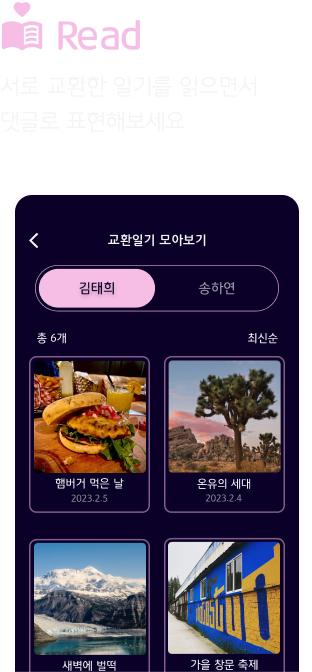 Read
서로 교환한 일기를 읽으면서
댓글로 표현해보세요
교환일기 모아보기
김태희
송하연
총 6개
최신순
햄버거 먹은 날
2023.2.5
온유의 세대
2023.2.4
새벽에 벌떡
가을 창문 축제